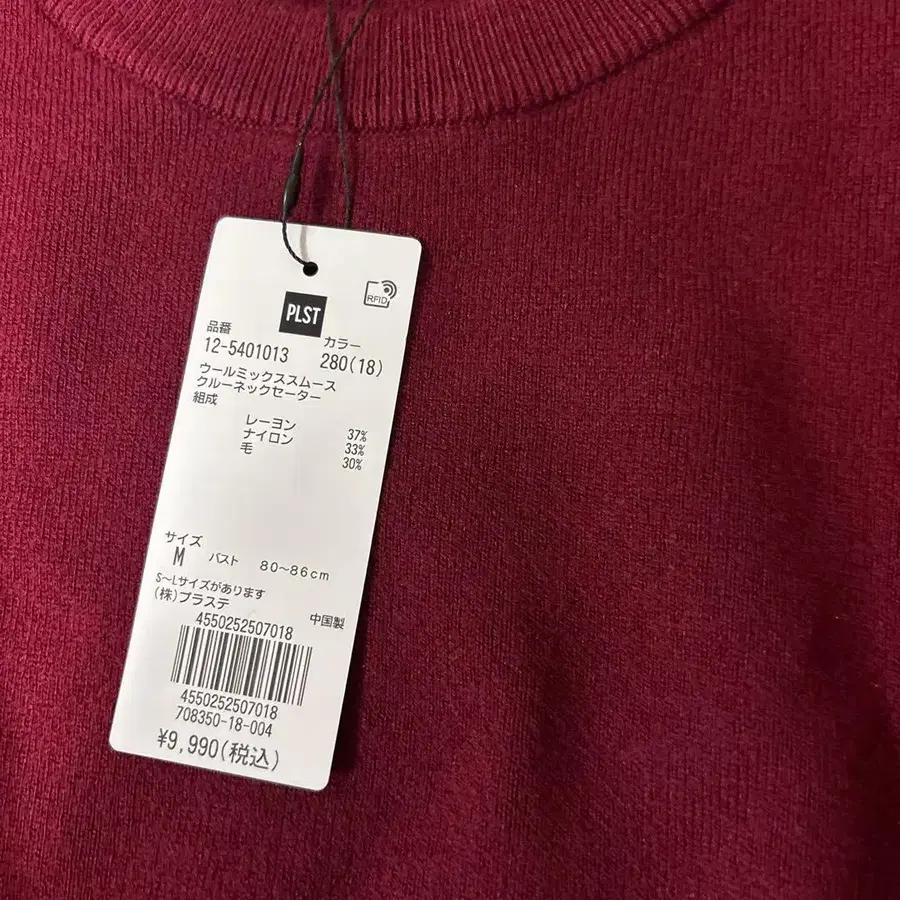 RFID
PLST
品番 カラー
12-5401013 280(18)
ウールミックススムース
クルーネックセーター
組成
レーヨン 37%
ナイロン 33%
毛 30%
サイズ
M バスト 80~86cm
S~Lサイズがあります
(株)プラステ 中国製
4550252507018
4550252507018
708350-18-004
¥9,990(税込)